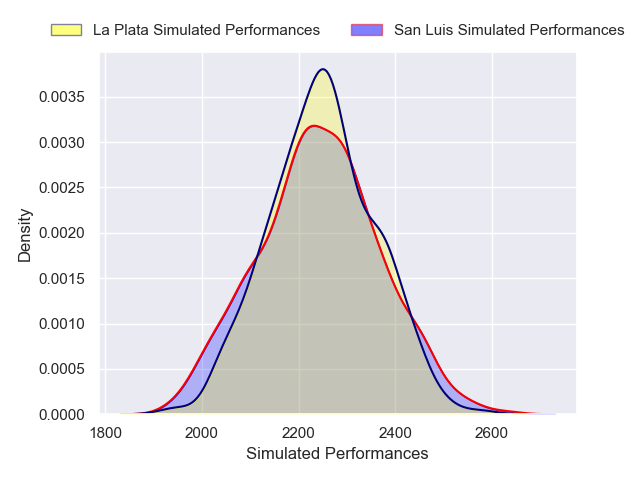 La Plata Simulated Performances San Luis Simulated Performances
0.0035
0.0030
0.0025
0.0020
0.0015
0.0010
0.0005
0.0000
Density
1800 2000 2200 2400 2600
Simulated Performances